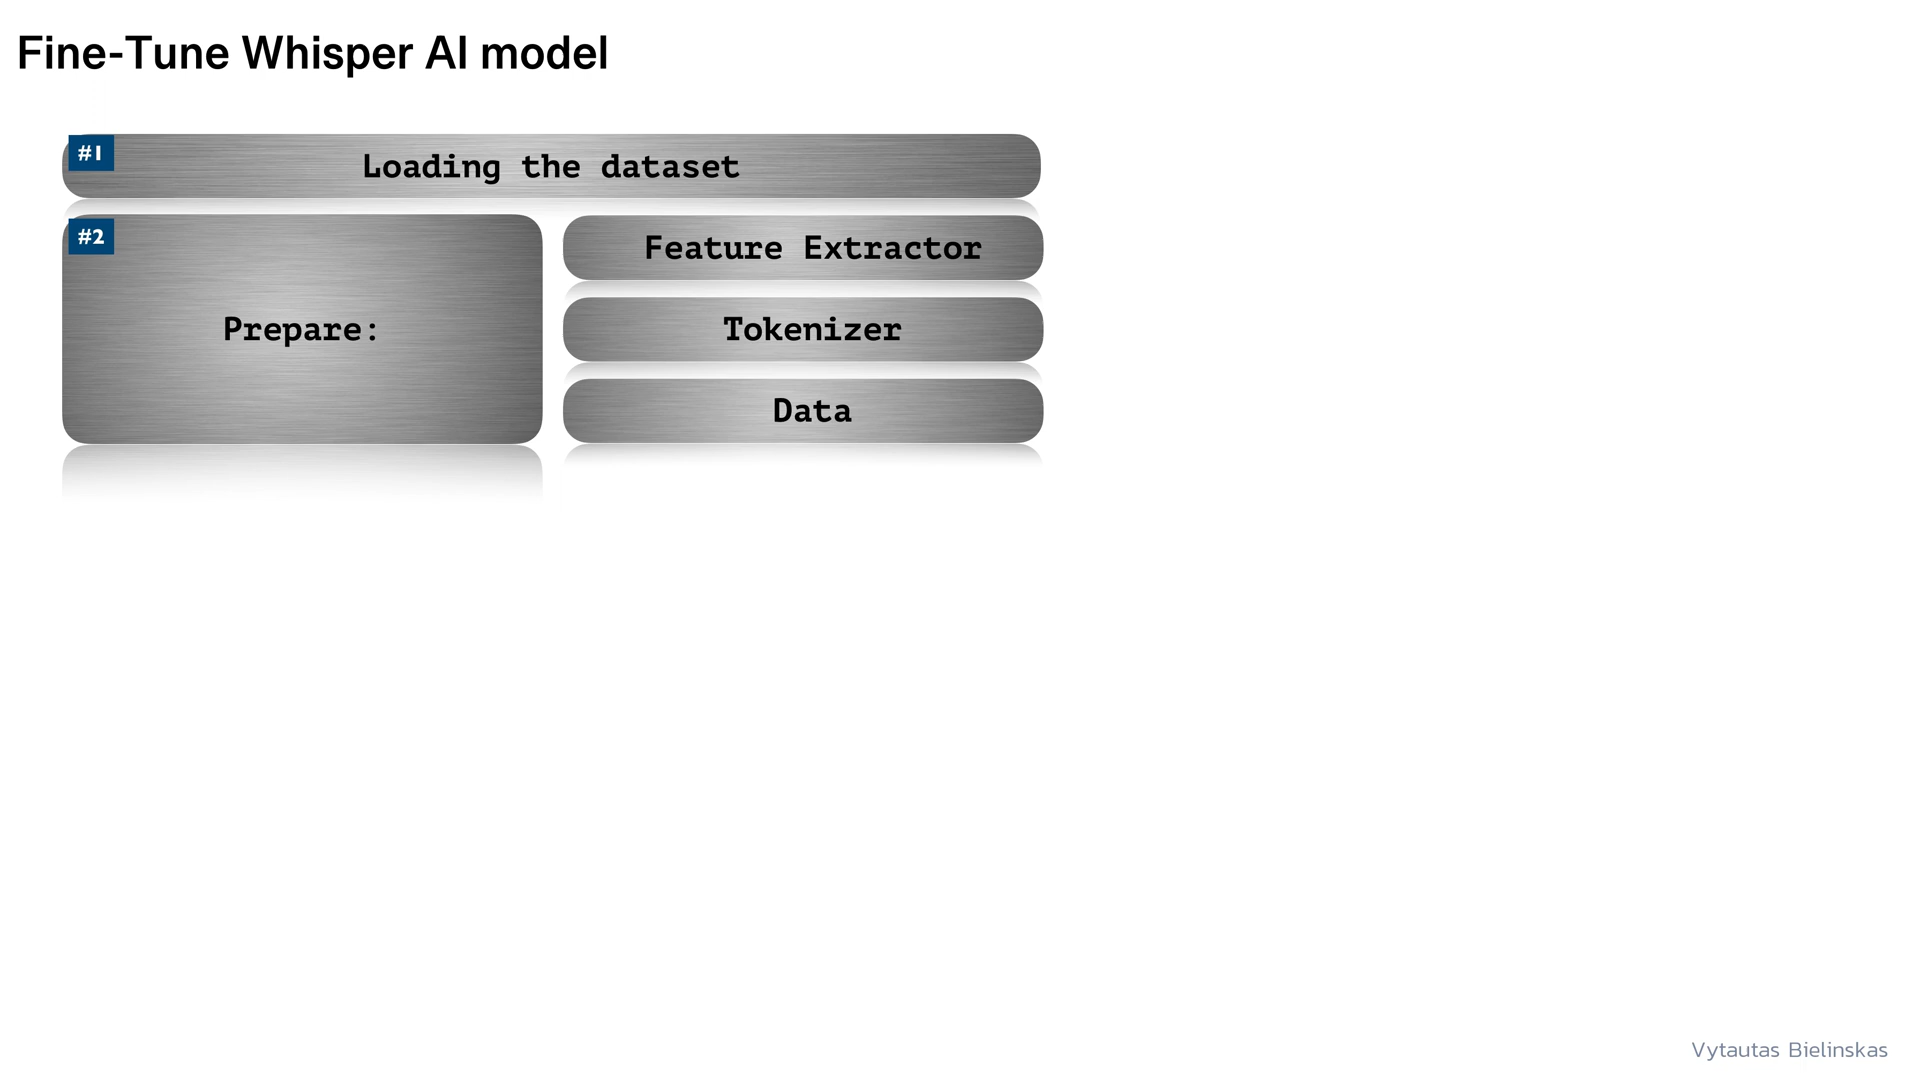 Fine-Tune Whisper AI model
#1
Loading the dataset
#2
Prepare:
Feature Extractor
Tokenizer
Data
Vytautas Bielinskas